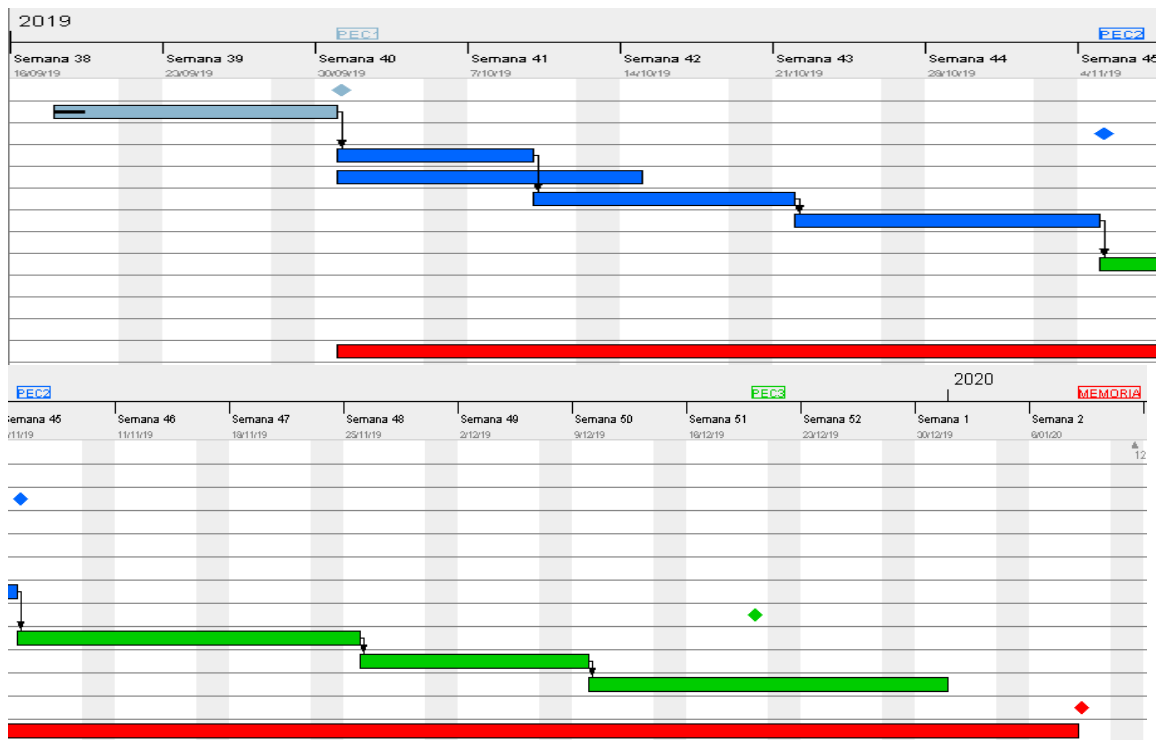 2019
PEC1 PEC2
Semana 38 Semana 39 Semana 40 Semana 41 Semana 42 Semana 43 Semana 44 Semana 45
16/09/19 23/09/19 30/09/19 7/10/19 14/10/19 21/10/19 28/10/19 4/11/19
2020
PEC2 PEC3 MEMORIA
Semana 45 Semana 46 Semana 47 Semana 48 Semana 49 Semana 50 Semana 51 Semana 52 Semana 1 Semana 2
/11/19 11/11/19 18/11/19 25/11/19 2/12/19 9/12/19 16/12/19 23/12/19 30/12/19 6/01/20
12